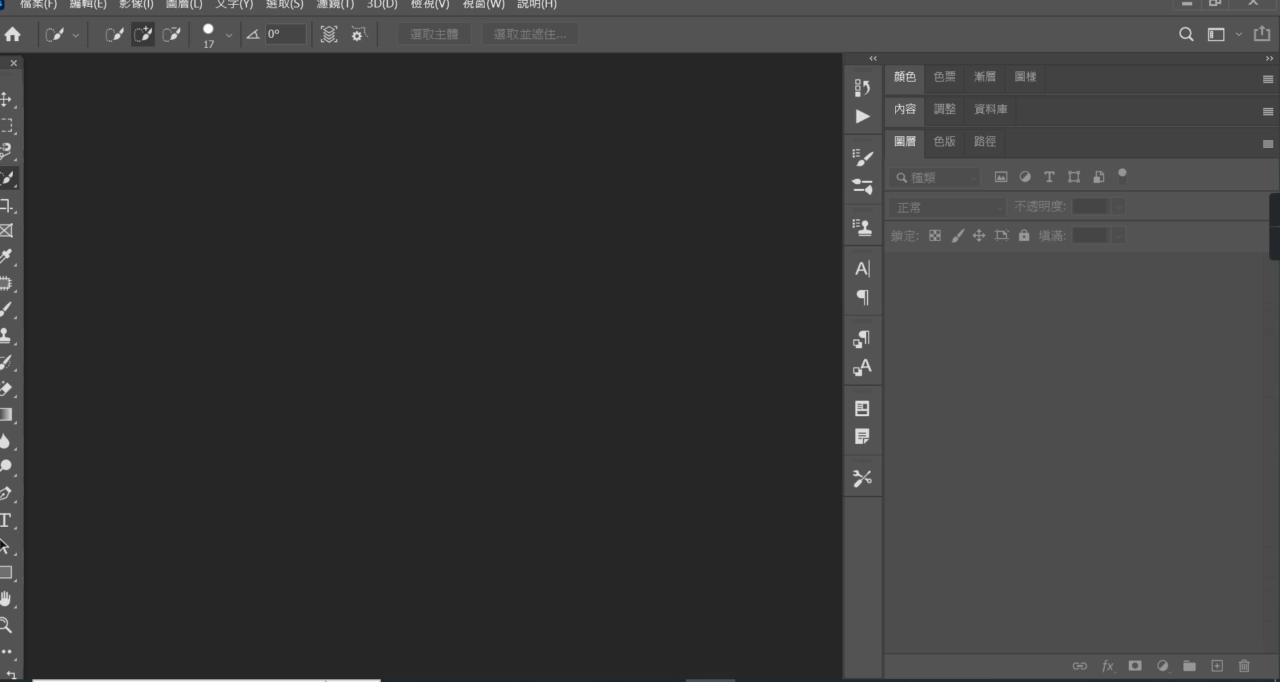 檔案(F) 編輯(E) 影像(I) 圖層(L) 文字(Y) 選取(S) 濾鏡(T) 3D(D) 檢視(V) 視窗(W) 說明(H)
17 0° 選取主體 選取並遮住...
顏色 色票 漸層 圖樣
內容 調整 資料庫
圖層 色版 路徑
種類
正常 不透明度:
鎖定: 填滿: